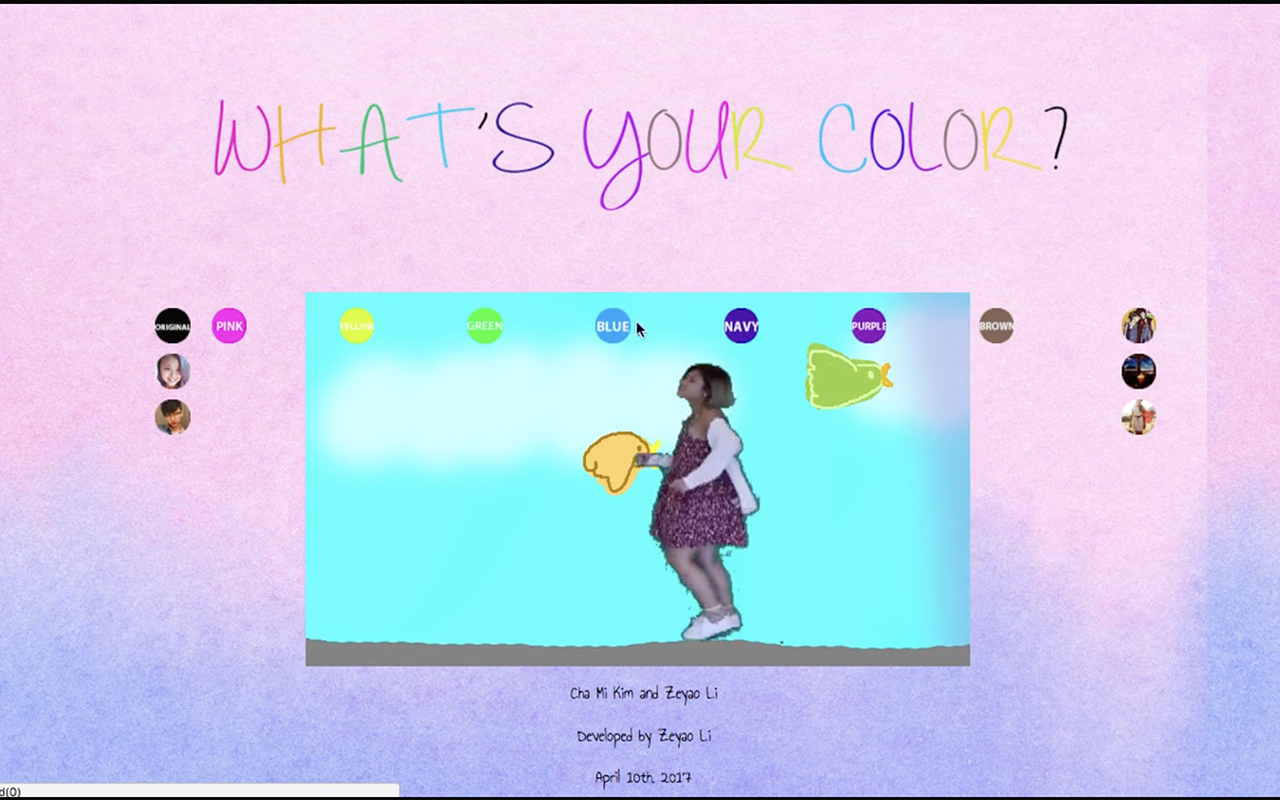 WHAT'S YOUR COLOR?
ORIGINAL PINK YELLOW GREEN BLUE NAVY PURPLE BROWN
Cha Mi Kim and Zeyao Li
Developed by Zeyao Li
April 10th, 2017
d(0)